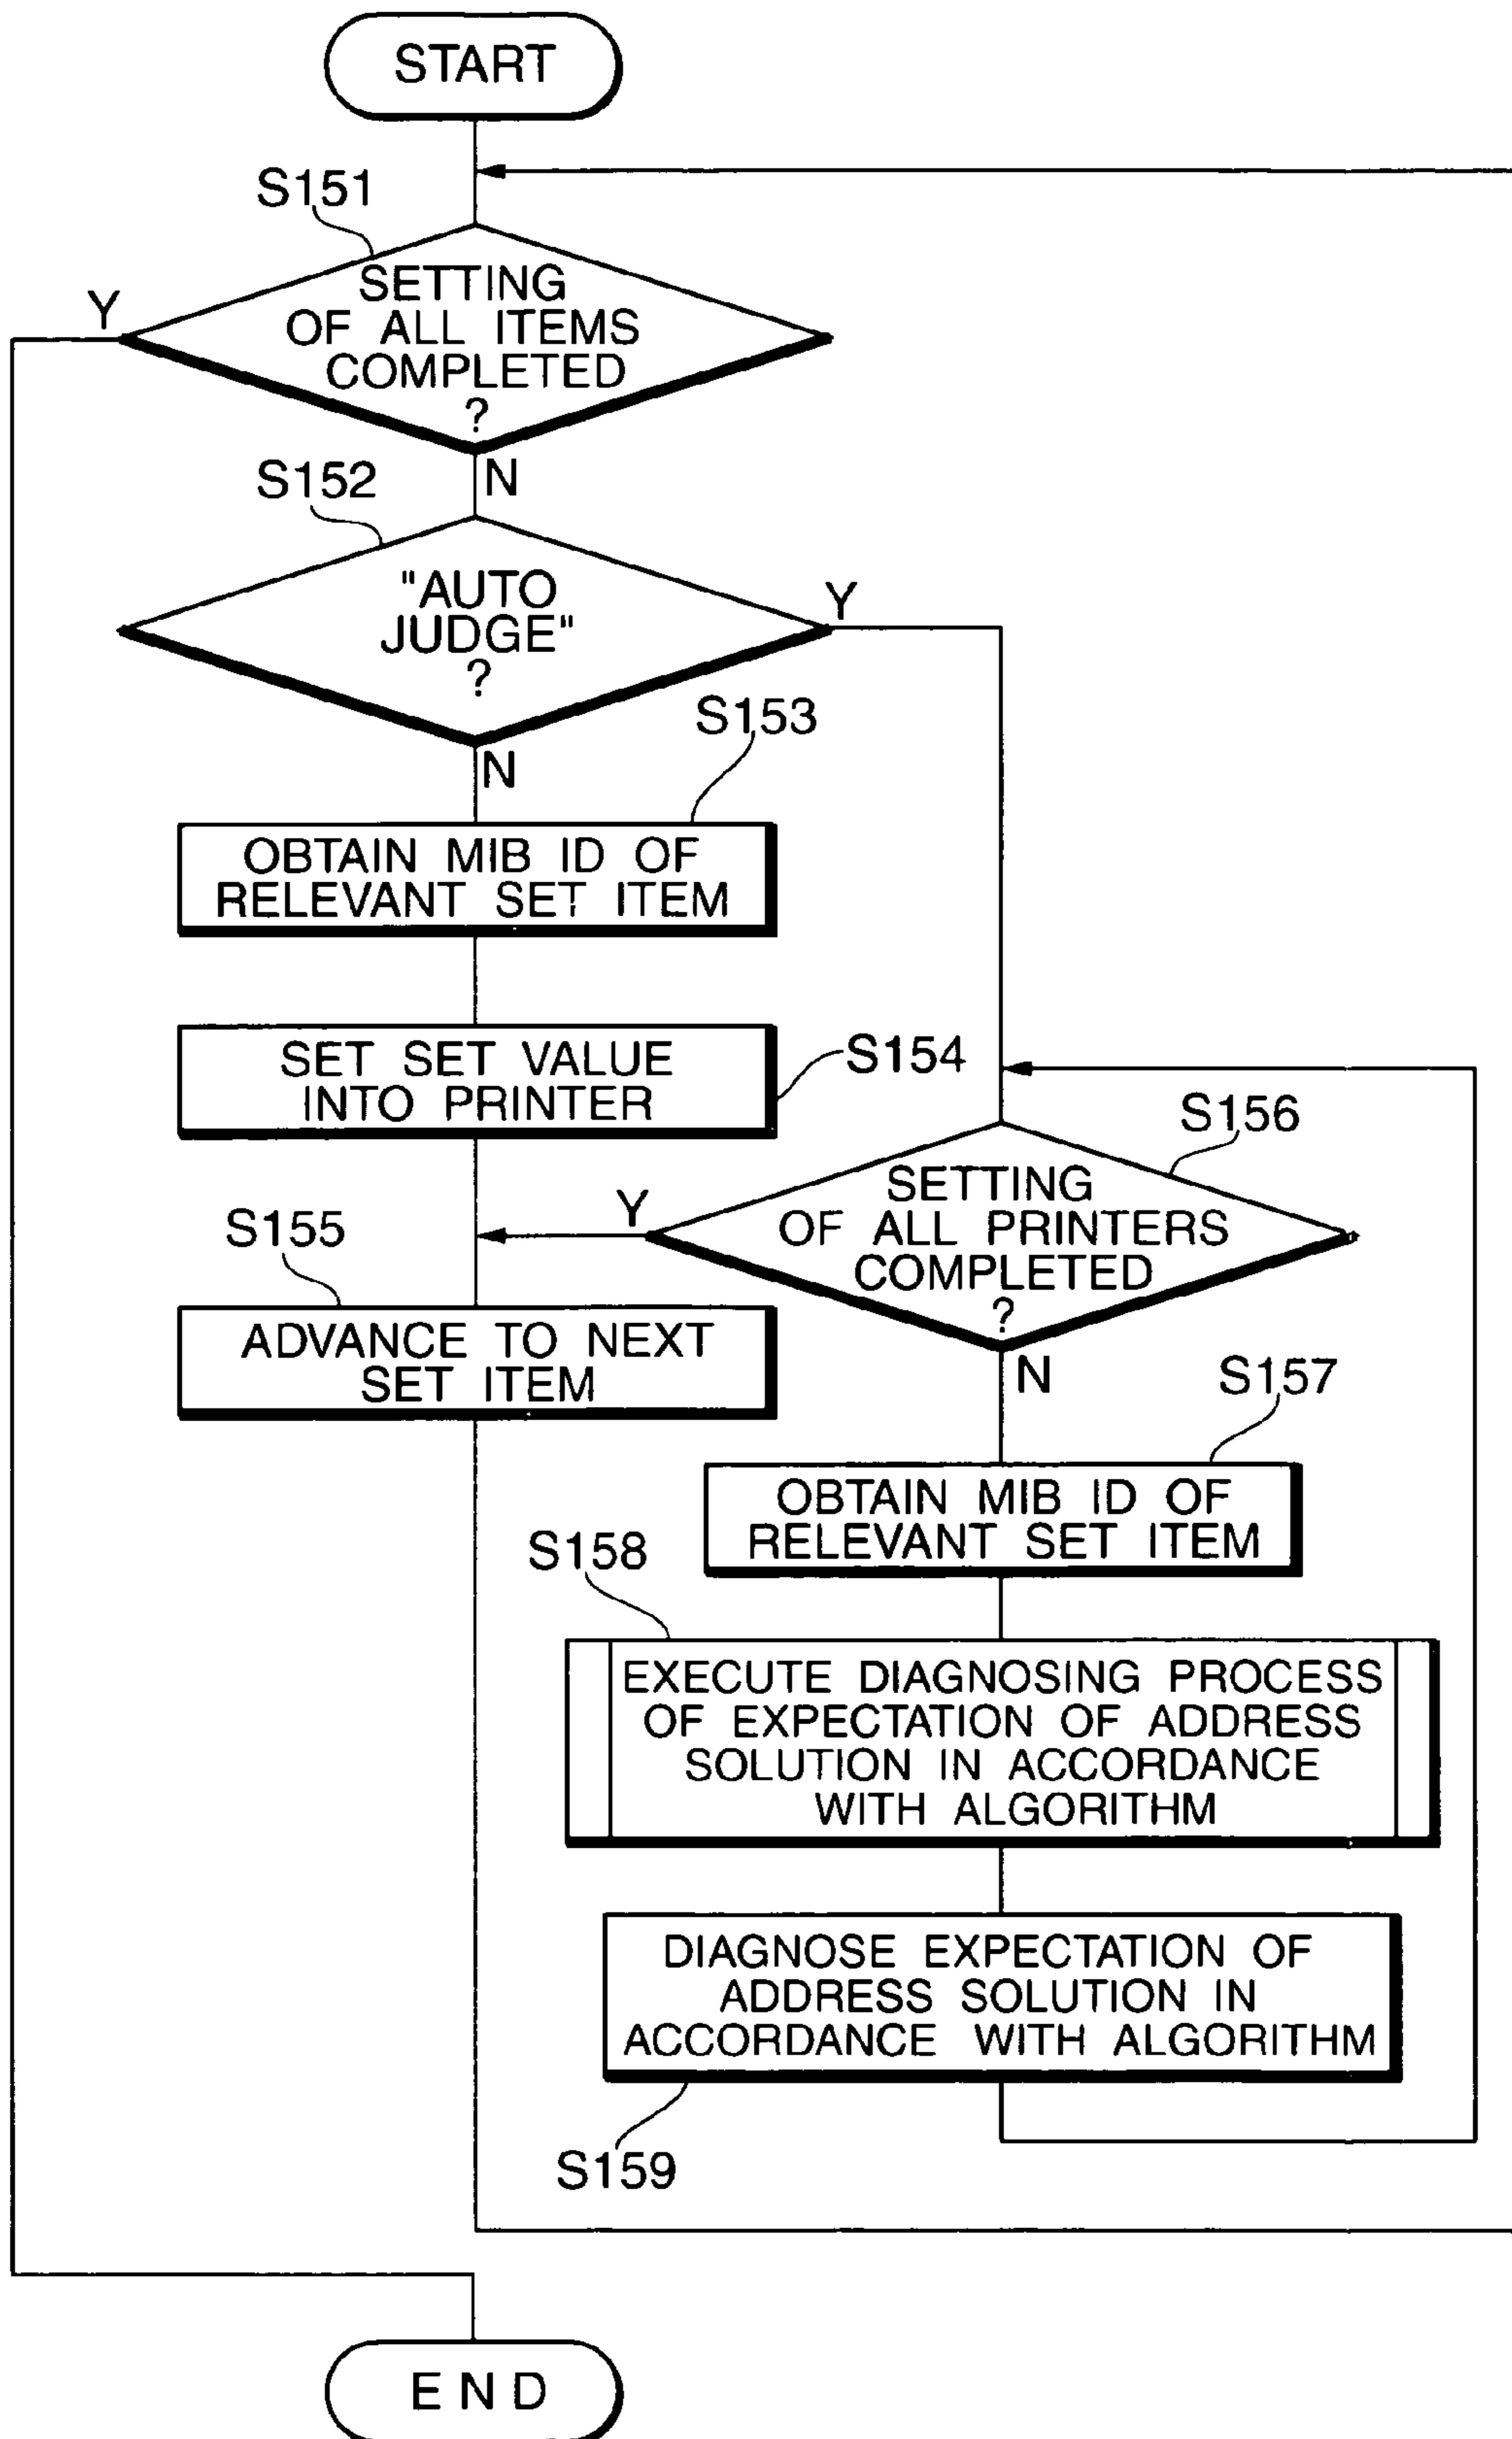 START
S151
SETTING
OF ALL ITEMS
COMPLETED
?
Y
N
S152
"AUTO
JUDGE"
?
Y
N
S153
OBTAIN MIB ID OF
RELEVANT SET ITEM
SET SET VALUE
INTO PRINTER
S154
S156
SETTING
OF ALL PRINTERS
COMPLETED
?
Y
N
S155
ADVANCE TO NEXT
SET ITEM
S157
OBTAIN MIB ID OF
RELEVANT SET ITEM
S158
EXECUTE DIAGNOSING PROCESS
OF EXPECTATION OF ADDRESS
SOLUTION IN ACCORDANCE
WITH ALGORITHM
DIAGNOSE EXPECTATION OF
ADDRESS SOLUTION IN
ACCORDANCE WITH ALGORITHM
S159
END